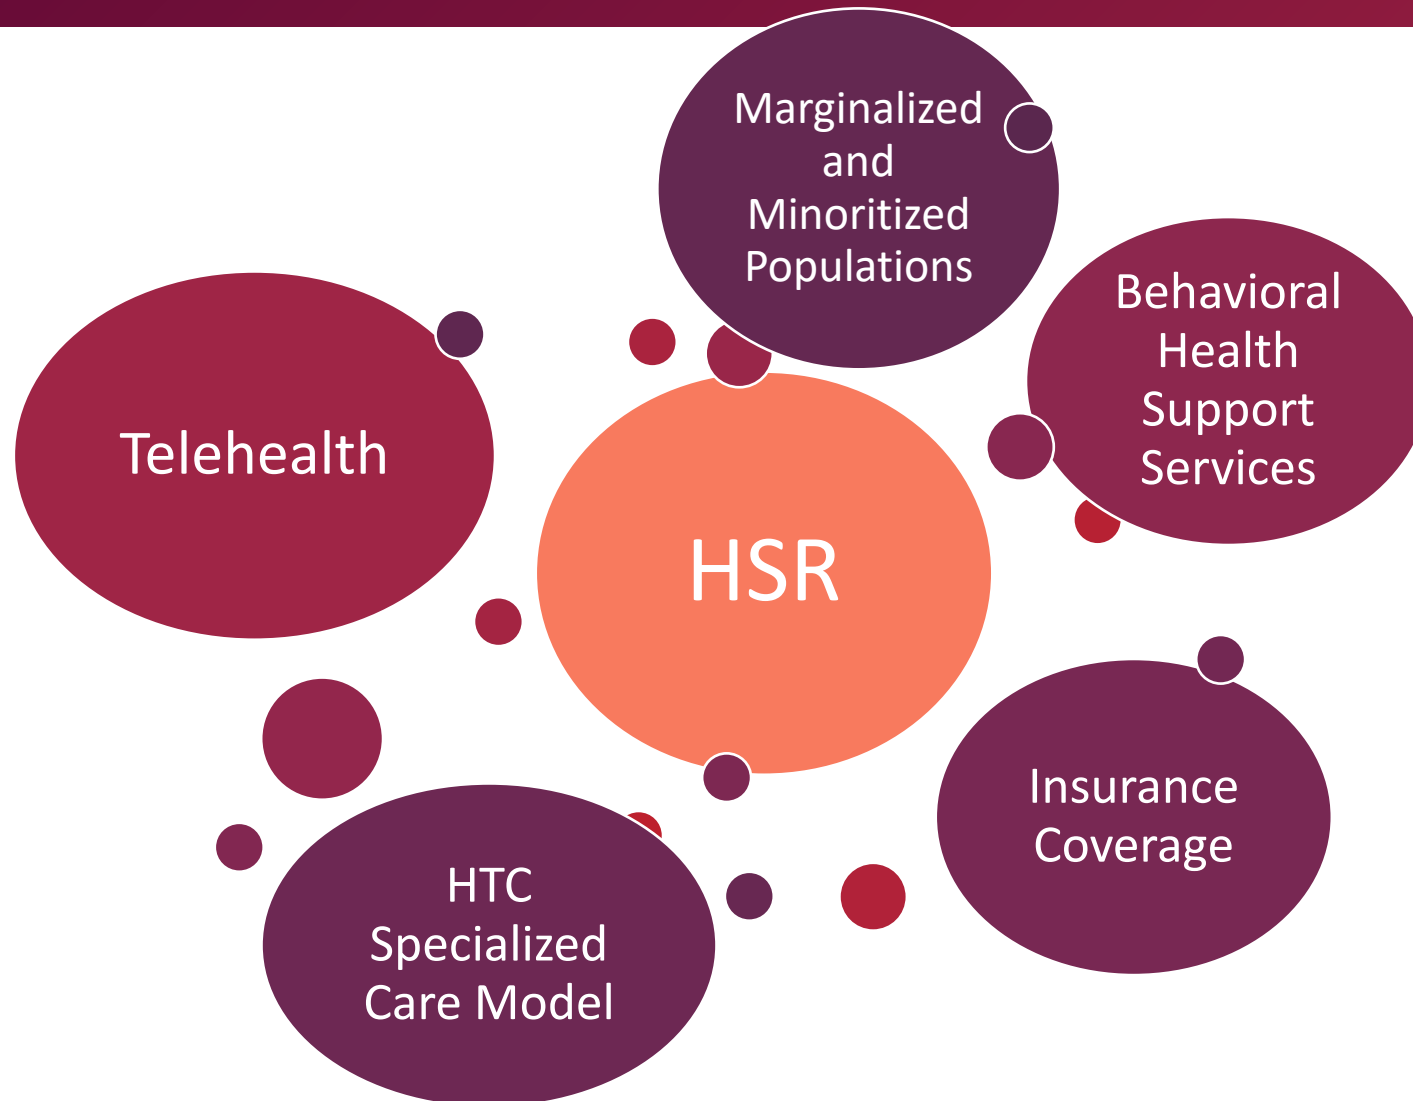 Marginalized
and
Minoritized
Populations
Behavioral
Health
Support
Services
Telehealth
HSR
Insurance
Coverage
HTC
Specialized
Care Model